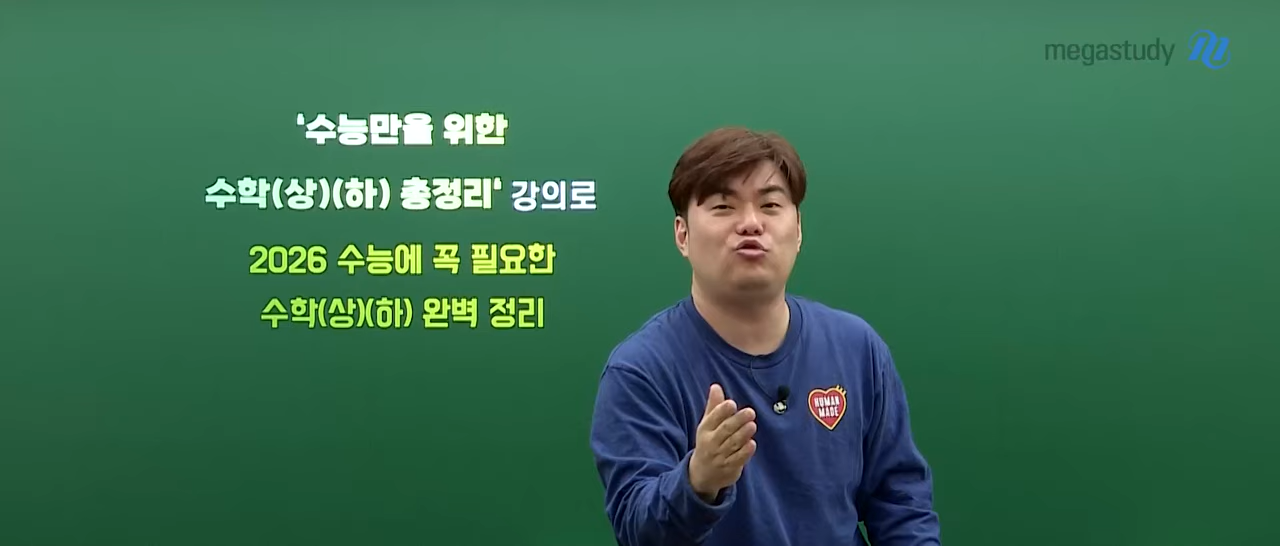 megastudy
'수능만을 위한
수학(상)(하) 총정리' 강의로
2026 수능에 꼭 필요한
수학(상)(하) 완벽 정리
HUMAN
MADE